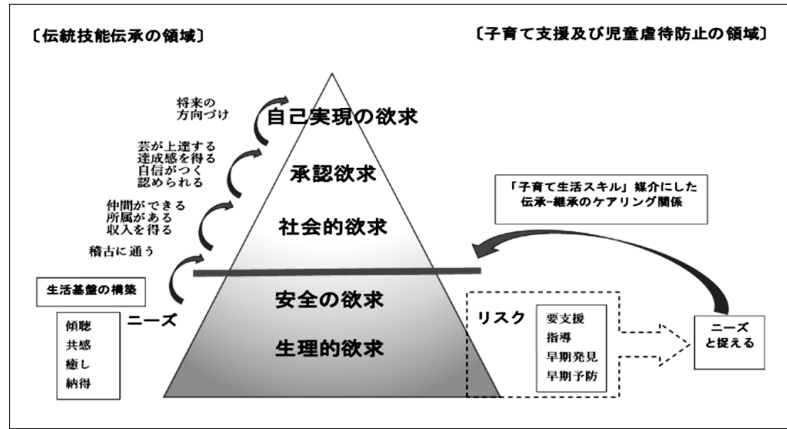 〔伝統技能伝承の領域〕
〔子育て支援及び児童虐待防止の領域〕
将来の
方向づけ
自己実現の欲求
芸が上達する
達成感を得る
自信がつく
認められる
承認欲求
「子育て生活スキル」媒介にした
伝承-継承のケアリング関係
仲間ができる
所属がある
収入を得る
社会的欲求
稽古に通う
生活基盤の構築
安全の欲求
ニーズ
傾聴
共感
癒し
納得
生理的欲求
リスク
要支援
指導
早期発見
早期予防
ニーズ
と捉える